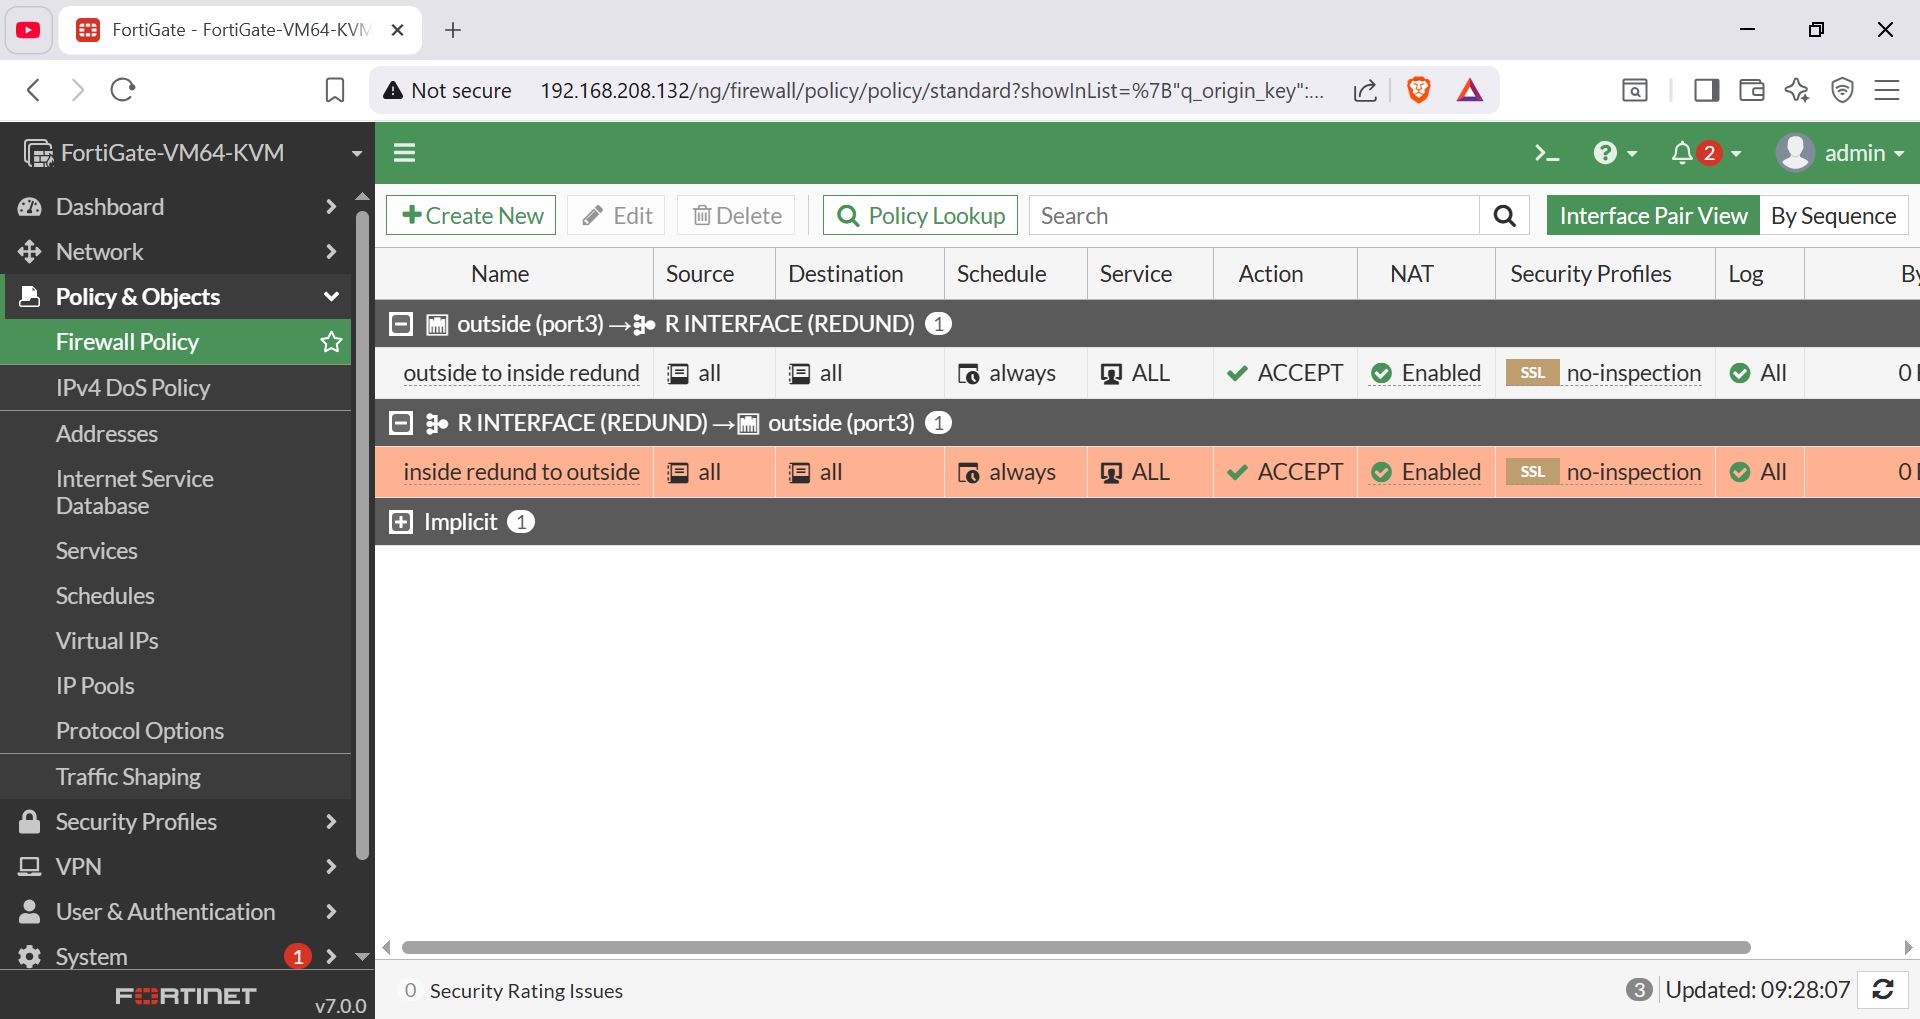 FortiGate - FortiGate-VM64-KVM
Not secure 192.168.208.132/ng/firewall/policy/policy/standard?showInList=%7B"q_origin_key":...
FortiGate-VM64-KVM
2 admin
Dashboard
Network
Policy & Objects
Firewall Policy
IPv4 DoS Policy
Addresses
Internet Service
Database
Services
Schedules
Virtual IPs
IP Pools
Protocol Options
Traffic Shaping
Security Profiles
VPN
User & Authentication
System 1
FORTINET v7.0.0
Create New Edit Delete Policy Lookup Search Interface Pair View By Sequence
Name Source Destination Schedule Service Action NAT Security Profiles Log By
outside (port3) → R INTERFACE (REDUND) 1
outside to inside redund all all always ALL ACCEPT Enabled SSL no-inspection All 0
R INTERFACE (REDUND) → outside (port3) 1
inside redund to outside all all always ALL ACCEPT Enabled SSL no-inspection All 0
Implicit 1
0 Security Rating Issues 3 Updated: 09:28:07